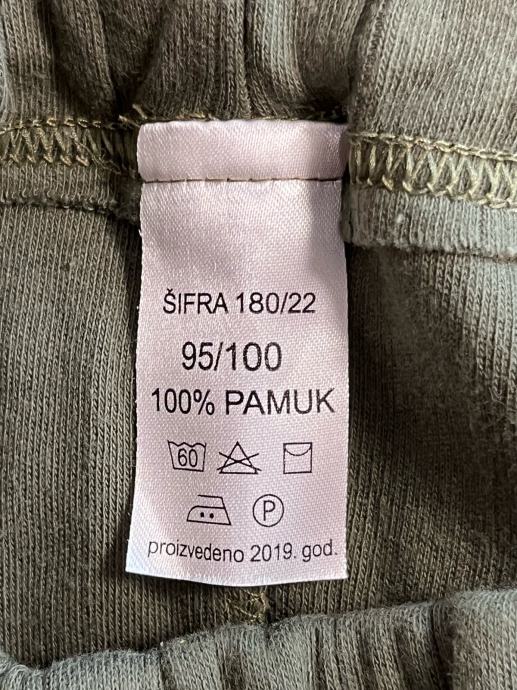 ŠIFRA 180/22
95/100
100% PAMUK
60
P
proizvedeno 2019. god.